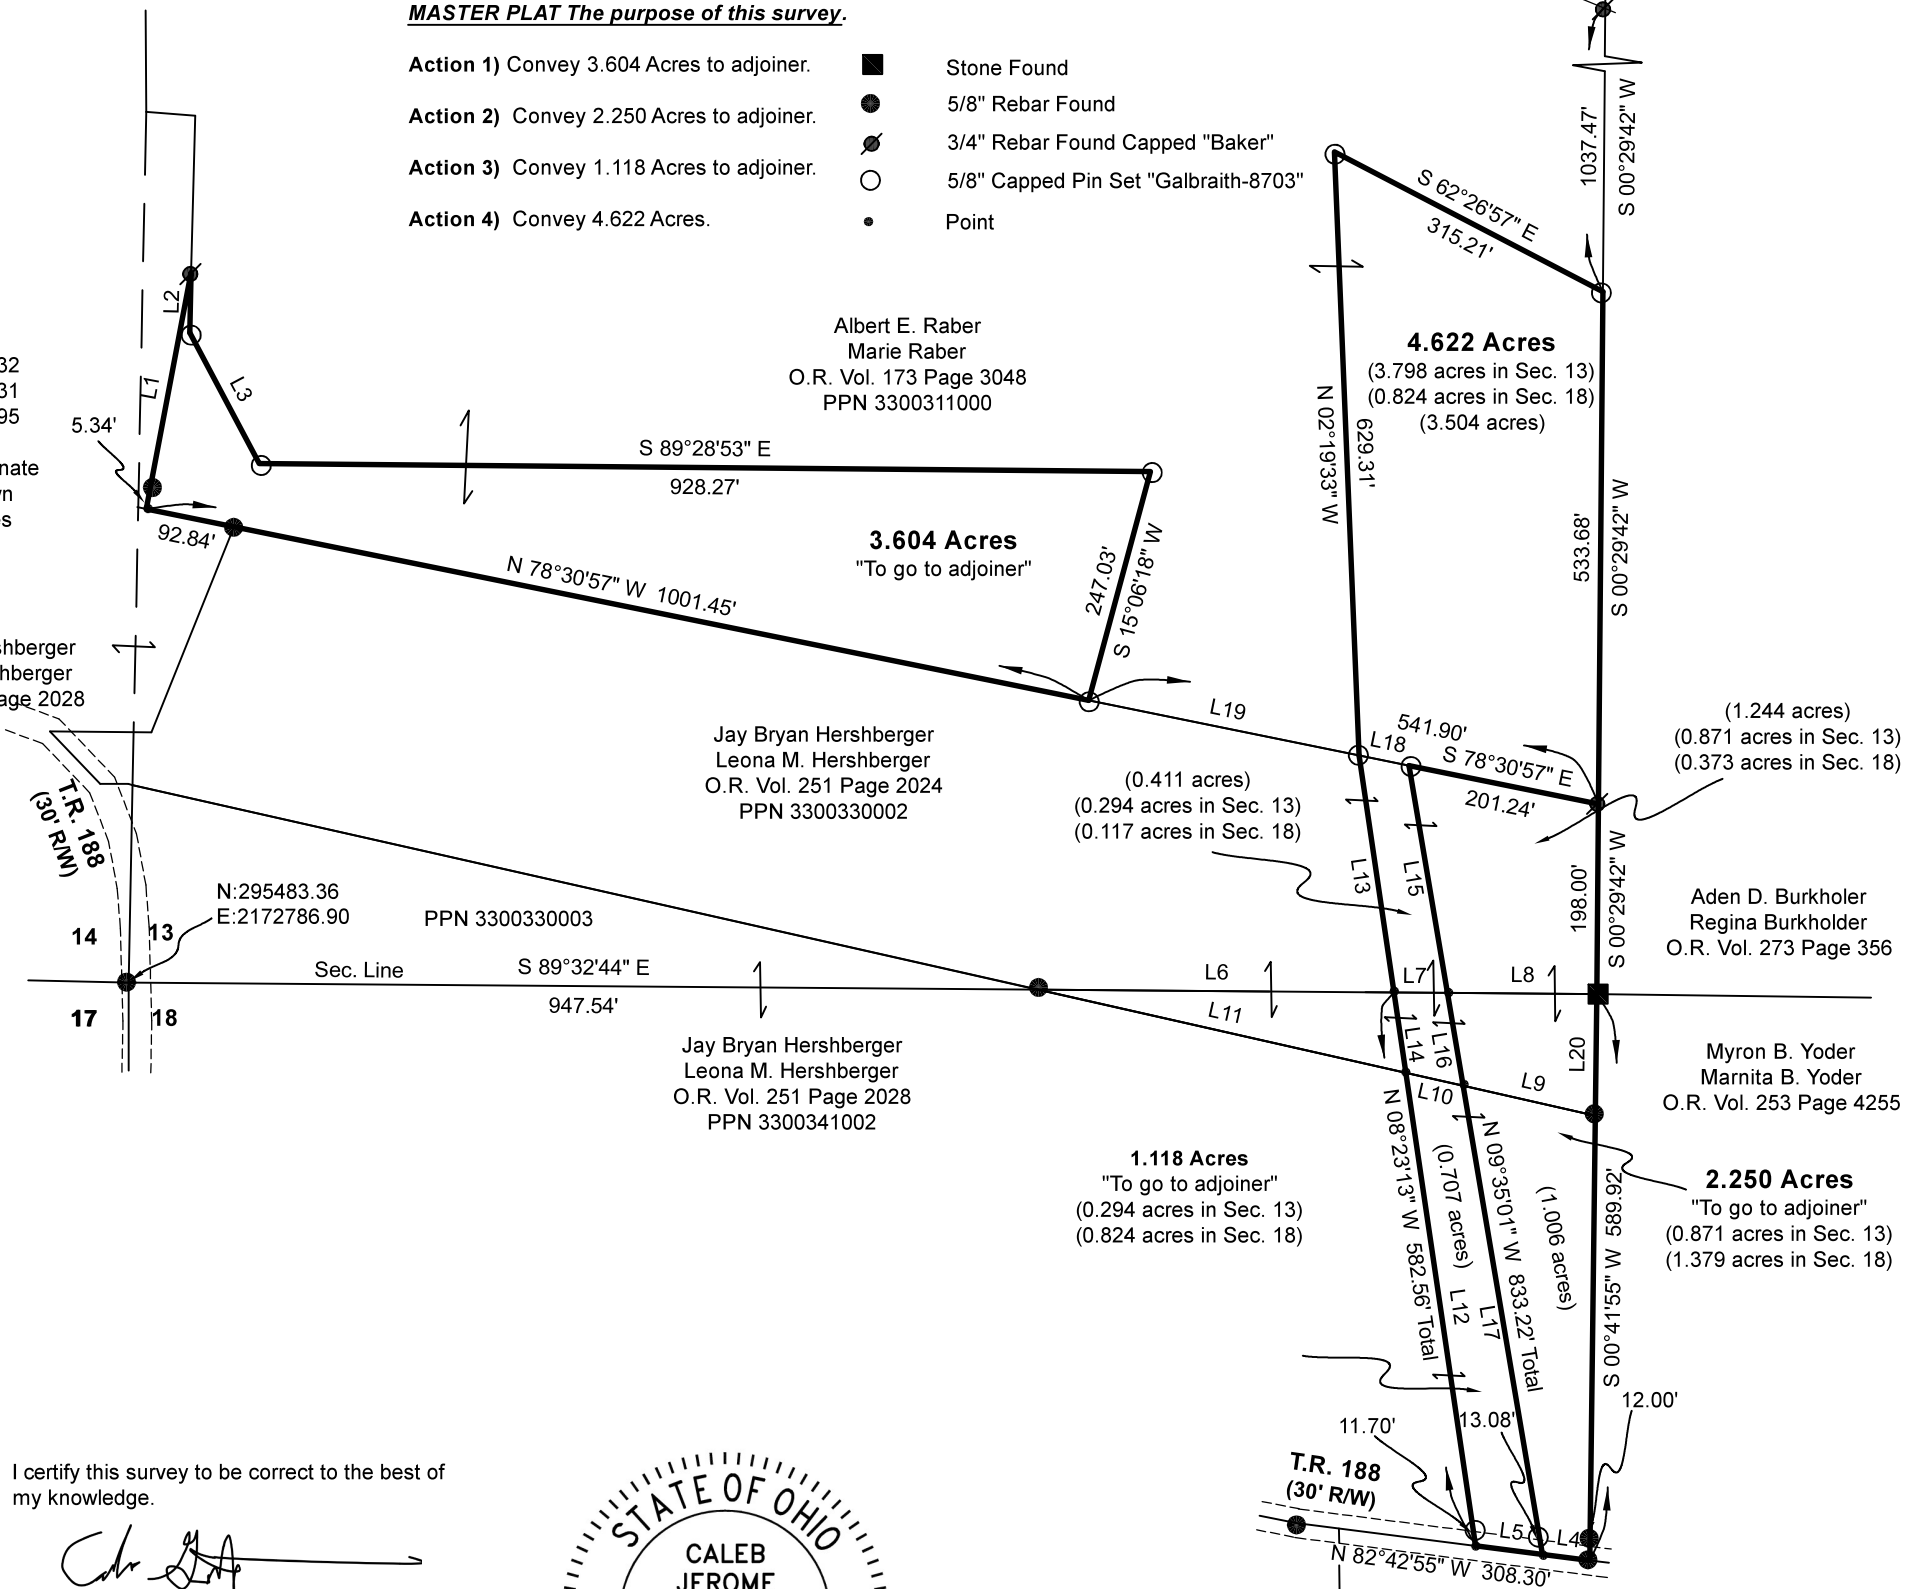 MASTER PLAT The purpose of this survey.
Action 1) Convey 3.604 Acres to adjoiner.
Action 2) Convey 2.250 Acres to adjoiner.
Action 3) Convey 1.118 Acres to adjoiner.
Action 4) Convey 4.622 Acres.
Stone Found
5/8" Rebar Found
3/4" Rebar Found Capped "Baker"
5/8" Capped Pin Set "Galbraith-8703"
Point
1037.47'
S 00°29'42" W
S 62°26'57" E
315.21'
L2
L1
L3
32
31
95
5.34'
nate
n
s
92.84'
Albert E. Raber
Marie Raber
O.R. Vol. 173 Page 3048
PPN 3300311000
S 89°28'53" E
928.27'
3.604 Acres
"To go to adjoiner"
247.03'
S 15°06'18" W
N 78°30'57" W 1001.45'
4.622 Acres
(3.798 acres in Sec. 13)
(0.824 acres in Sec. 18)
(3.504 acres)
N 02°19'33" W
629.31'
533.68'
S 00°29'42" W
shberger
hberger
age 2028
T.R. 188
(30' R/W)
Jay Bryan Hershberger
Leona M. Hershberger
O.R. Vol. 251 Page 2024
PPN 3300330002
L19
L18
541.90'
S 78°30'57" E
201.24'
(1.244 acres)
(0.871 acres in Sec. 13)
(0.373 acres in Sec. 18)
(0.411 acres)
(0.294 acres in Sec. 13)
(0.117 acres in Sec. 18)
L13
L15
198.00'
S 00°29'42" W
Aden D. Burkholer
Regina Burkholder
O.R. Vol. 273 Page 356
N:295483.36
E:2172786.90
PPN 3300330003
14
13
17
18
Sec. Line
S 89°32'44" E
947.54'
L6
L7
L8
L11
L14
L16
L20
L10
L9
Jay Bryan Hershberger
Leona M. Hershberger
O.R. Vol. 251 Page 2028
PPN 3300341002
Myron B. Yoder
Marnita B. Yoder
O.R. Vol. 253 Page 4255
1.118 Acres
"To go to adjoiner"
(0.294 acres in Sec. 13)
(0.824 acres in Sec. 18)
N 08°23'13" W 582.56' Total
(0.707 acres)
L12
N 09°35'01" W 833.22' Total
L17
(1.006 acres)
S 00°41'55" W 589.92'
2.250 Acres
"To go to adjoiner"
(0.871 acres in Sec. 13)
(1.379 acres in Sec. 18)
11.70'
13.08'
12.00'
T.R. 188
(30' R/W)
L5
L4
N 82°42'55" W 308.30'
I certify this survey to be correct to the best of
my knowledge.
STATE OF OHIO
CALEB
JEROME